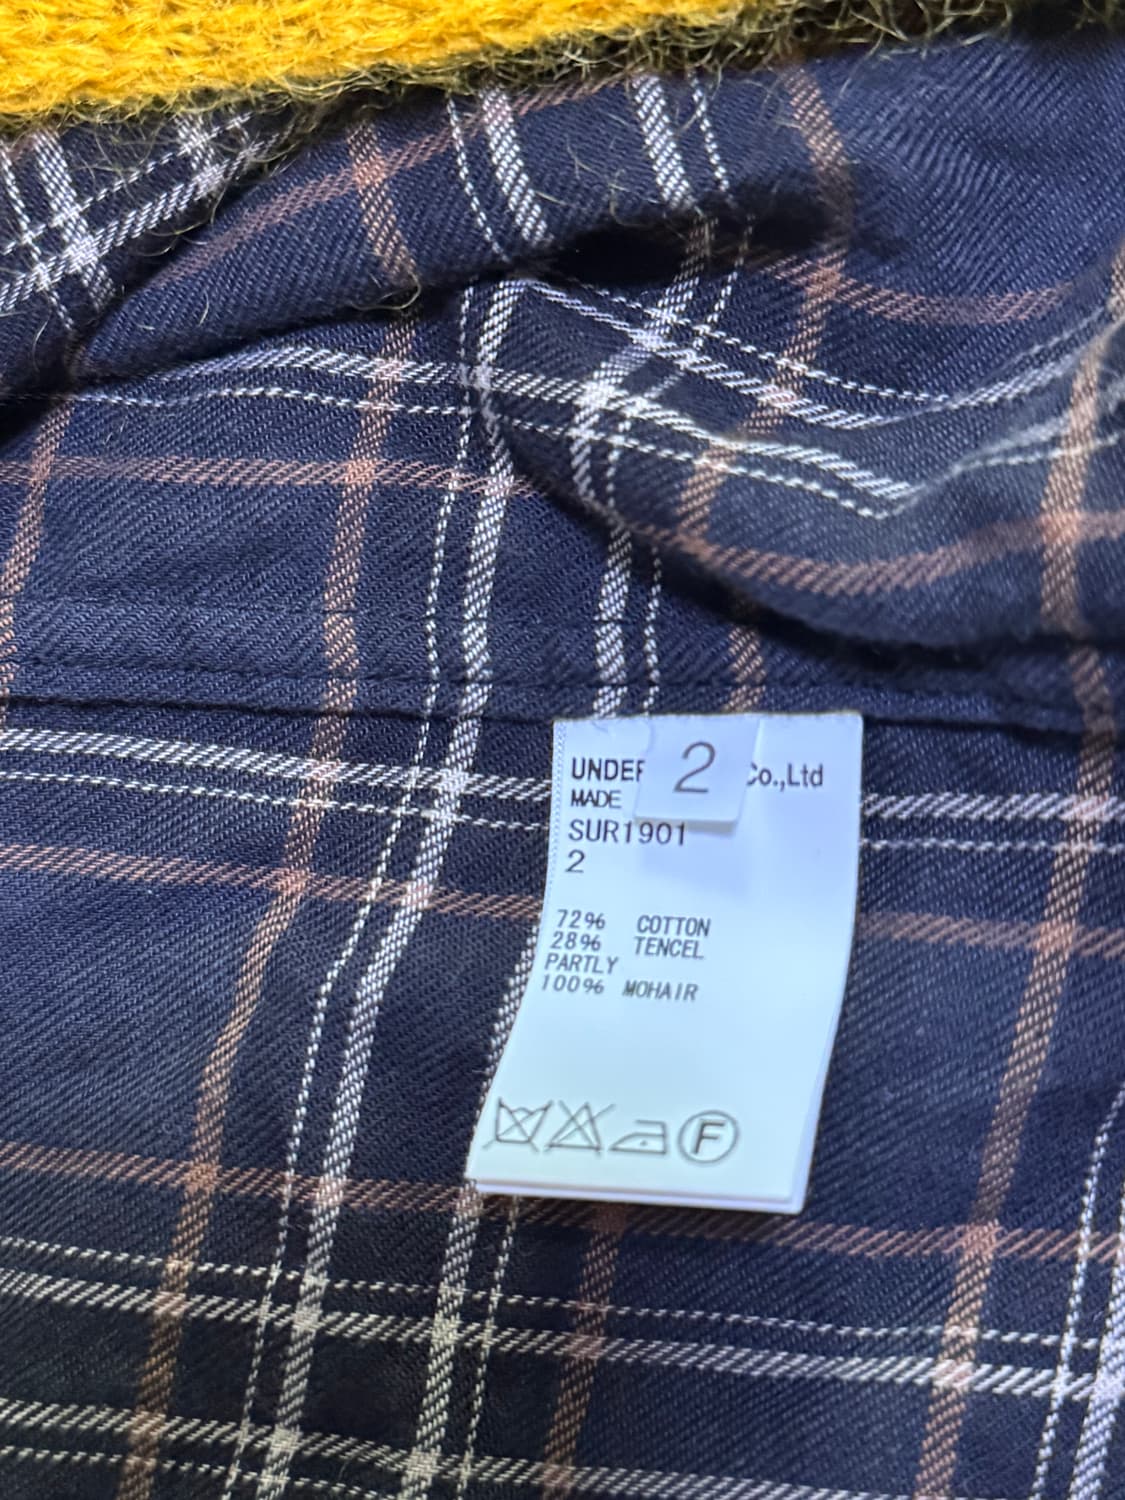 UNDER 2 Co.,Ltd
MADE
SUR1901
2
72% COTTON
28% TENCEL
PARTLY
100% MOHAIR
F